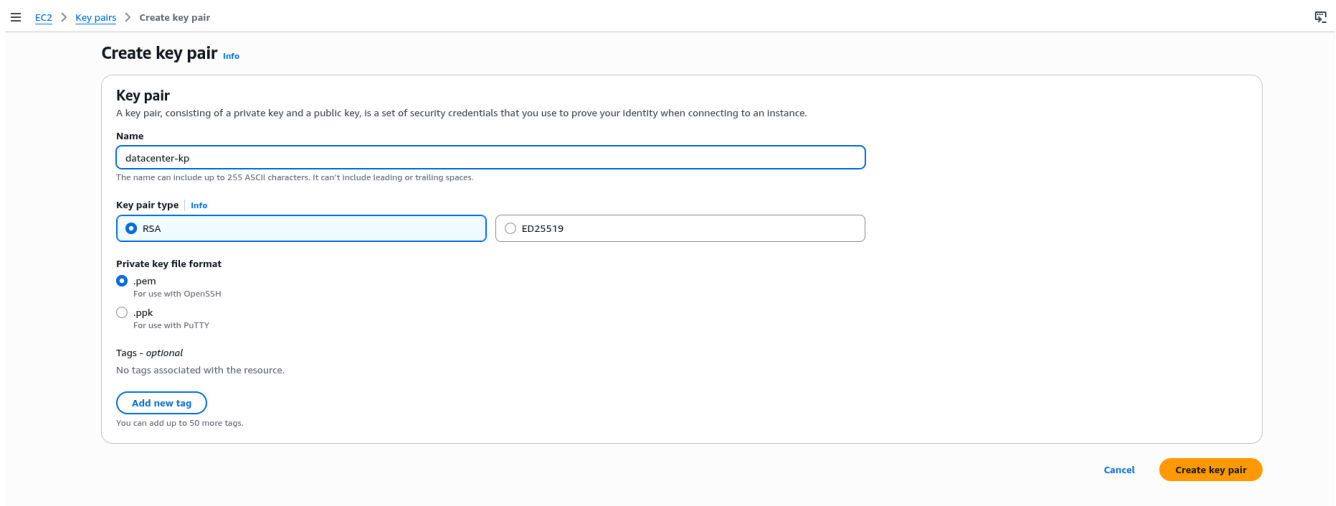 EC2 > Key pairs > Create key pair
Create key pair Info
Key pair
A key pair, consisting of a private key and a public key, is a set of security credentials that you use to prove your identity when connecting to an instance.
Name
datacenter-kp
The name can include up to 255 ASCII characters. It can't include leading or trailing spaces.
Key pair type | Info
RSA
ED25519
Private key file format
.pem
For use with OpenSSH
.ppk
For use with PuTTY
Tags - optional
No tags associated with the resource.
Add new tag
You can add up to 50 more tags.
Cancel
Create key pair